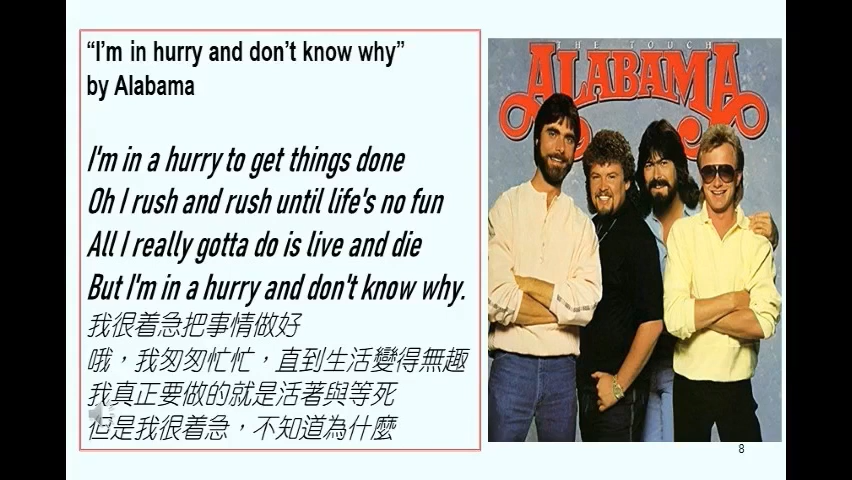 “I’m in hurry and don’t know why”
by Alabama
I'm in a hurry to get things done
Oh I rush and rush until life's no fun
All I really gotta do is live and die
But I'm in a hurry and don't know why.
我很着急把事情做好
哦，我匆匆忙忙，直到生活變得無趣
我真正要做的就是活著與等死
但是我很着急，不知道為什麼
THE TOUCH
ALABAMA
8